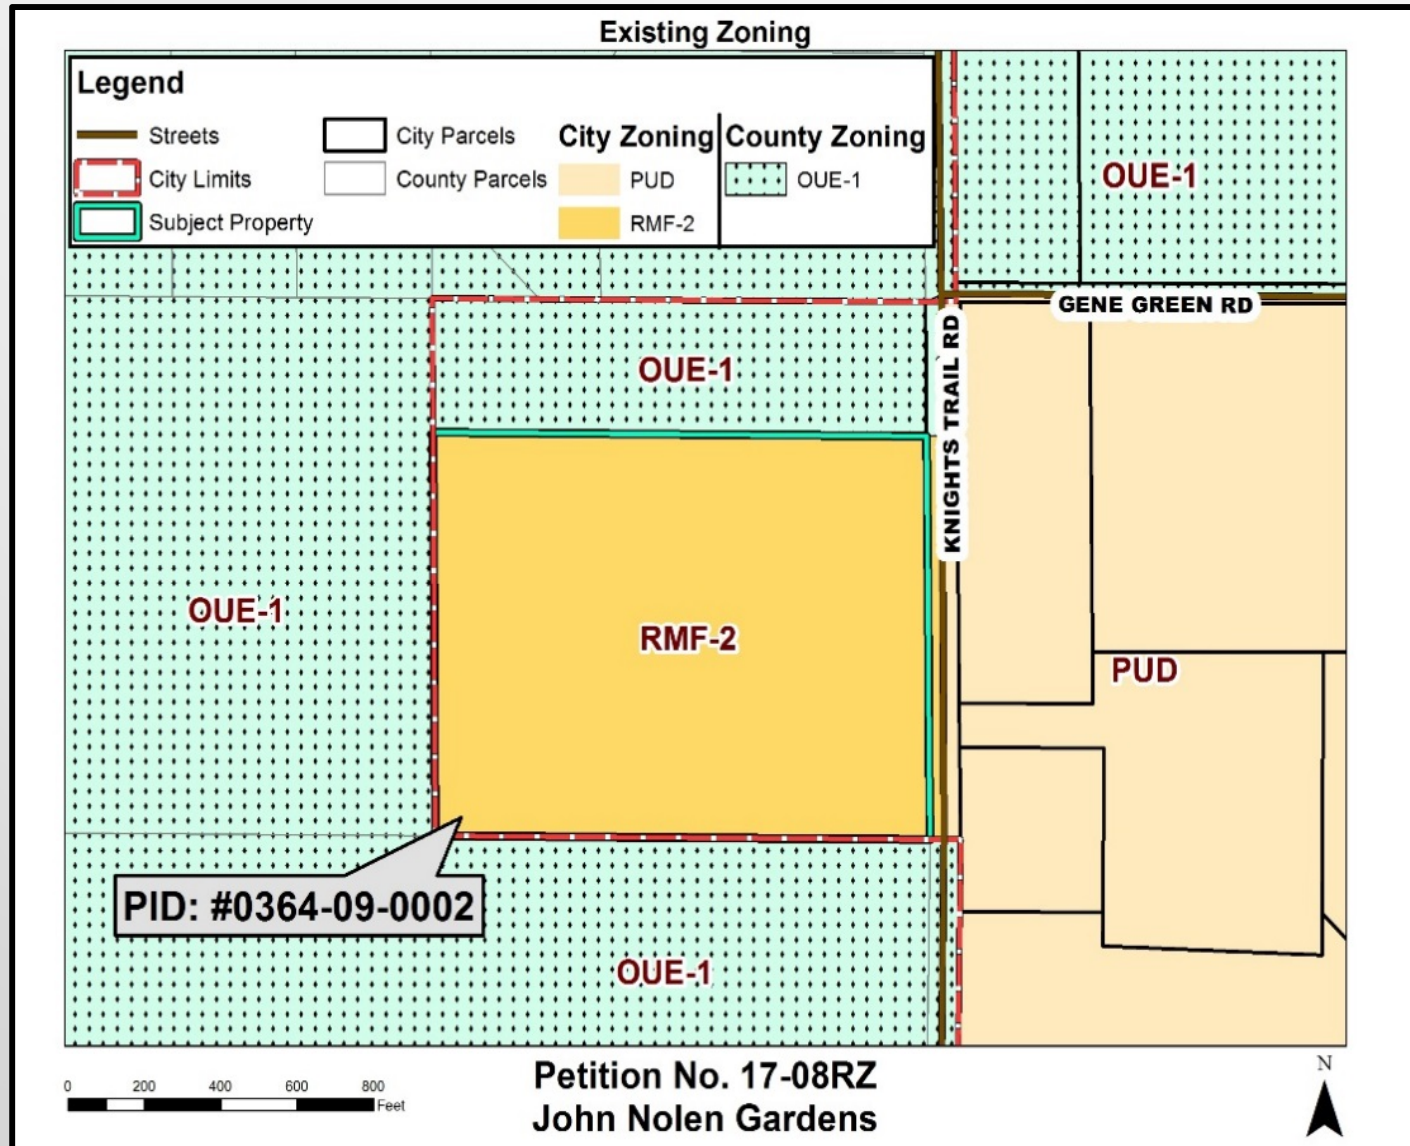 Existing Zoning
Legend
Streets
City Limits
Subject Property
City Parcels
County Parcels
City Zoning
PUD
RMF-2
County Zoning
OUE-1
OUE-1
GENE GREEN RD
KNIGHTS TRAIL RD
OUE-1
OUE-1
RMF-2
PUD
PID: #0364-09-0002
OUE-1
0 200 400 600 800
Feet
Petition No. 17-08RZ
John Nolen Gardens
N